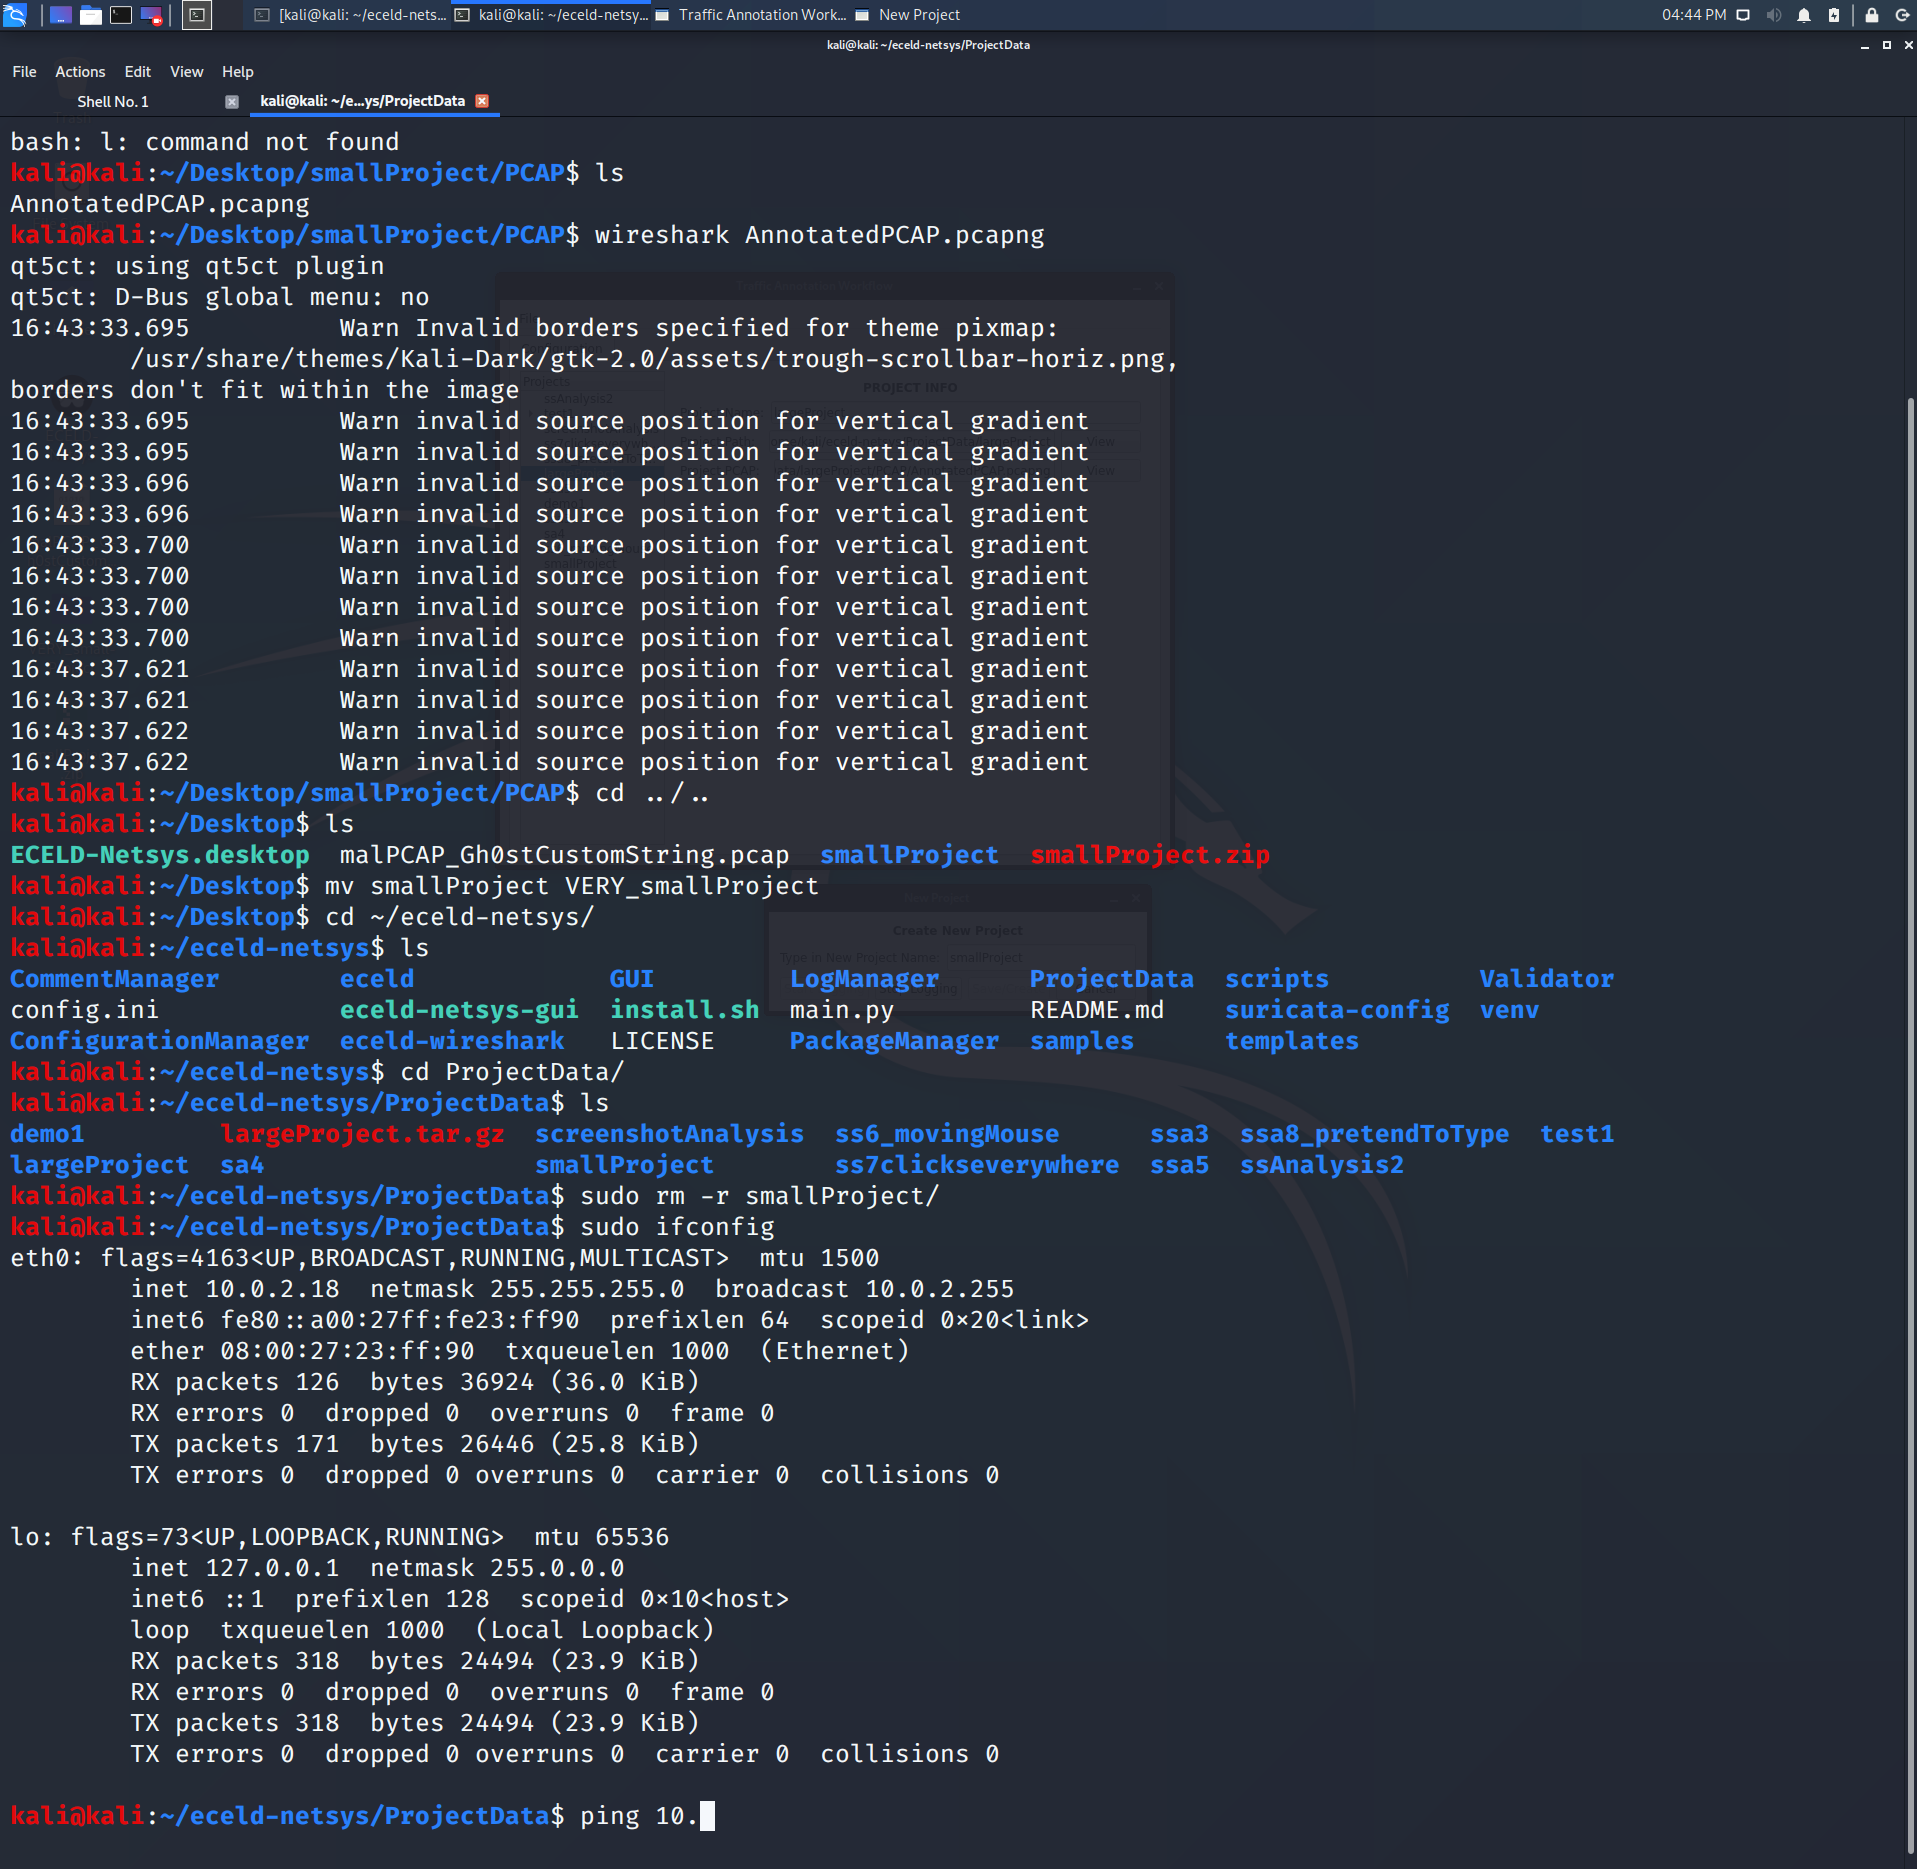 [kali@kali: ~/eceld-nets... kali@kali: ~/eceld-netsy... Traffic Annotation Work... New Project 04:44 PM
kali@kali: ~/eceld-netsys/ProjectData
File Actions Edit View Help
Shell No. 1 kali@kali: ~/e...ys/ProjectData
bash: l: command not found
kali@kali:~/Desktop/smallProject/PCAP$ ls
AnnotatedPCAP.pcapng
kali@kali:~/Desktop/smallProject/PCAP$ wireshark AnnotatedPCAP.pcapng
qt5ct: using qt5ct plugin
qt5ct: D-Bus global menu: no
16:43:33.695 Warn Invalid borders specified for theme pixmap:
/usr/share/themes/Kali-Dark/gtk-2.0/assets/trough-scrollbar-horiz.png,
borders don't fit within the image
16:43:33.695 Warn invalid source position for vertical gradient
16:43:33.695 Warn invalid source position for vertical gradient
16:43:33.696 Warn invalid source position for vertical gradient
16:43:33.696 Warn invalid source position for vertical gradient
16:43:33.700 Warn invalid source position for vertical gradient
16:43:33.700 Warn invalid source position for vertical gradient
16:43:33.700 Warn invalid source position for vertical gradient
16:43:33.700 Warn invalid source position for vertical gradient
16:43:37.621 Warn invalid source position for vertical gradient
16:43:37.621 Warn invalid source position for vertical gradient
16:43:37.622 Warn invalid source position for vertical gradient
16:43:37.622 Warn invalid source position for vertical gradient
kali@kali:~/Desktop/smallProject/PCAP$ cd ../..
kali@kali:~/Desktop$ ls
ECELD-Netsys.desktop malPCAP_Gh0stCustomString.pcap smallProject smallProject.zip
kali@kali:~/Desktop$ mv smallProject VERY_smallProject
kali@kali:~/Desktop$ cd ~/eceld-netsys/
kali@kali:~/eceld-netsys$ ls
CommentManager eceld GUI LogManager ProjectData scripts Validator
config.ini eceld-netsys-gui install.sh main.py README.md suricata-config venv
ConfigurationManager eceld-wireshark LICENSE PackageManager samples templates
kali@kali:~/eceld-netsys$ cd ProjectData/
kali@kali:~/eceld-netsys/ProjectData$ ls
demo1 largeProject.tar.gz screenshotAnalysis ss6_movingMouse ssa3 ssa8_pretendToType test1
largeProject sa4 smallProject ss7clickseverywhere ssa5 ssAnalysis2
kali@kali:~/eceld-netsys/ProjectData$ sudo rm -r smallProject/
kali@kali:~/eceld-netsys/ProjectData$ sudo ifconfig
eth0: flags=4163<UP,BROADCAST,RUNNING,MULTICAST> mtu 1500
inet 10.0.2.18 netmask 255.255.255.0 broadcast 10.0.2.255
inet6 fe80::a00:27ff:fe23:ff90 prefixlen 64 scopeid 0x20<link>
ether 08:00:27:23:ff:90 txqueuelen 1000 (Ethernet)
RX packets 126 bytes 36924 (36.0 KiB)
RX errors 0 dropped 0 overruns 0 frame 0
TX packets 171 bytes 26446 (25.8 KiB)
TX errors 0 dropped 0 overruns 0 carrier 0 collisions 0
lo: flags=73<UP,LOOPBACK,RUNNING> mtu 65536
inet 127.0.0.1 netmask 255.0.0.0
inet6 ::1 prefixlen 128 scopeid 0x10<host>
loop txqueuelen 1000 (Local Loopback)
RX packets 318 bytes 24494 (23.9 KiB)
RX errors 0 dropped 0 overruns 0 frame 0
TX packets 318 bytes 24494 (23.9 KiB)
TX errors 0 dropped 0 overruns 0 carrier 0 collisions 0
kali@kali:~/eceld-netsys/ProjectData$ ping 10.